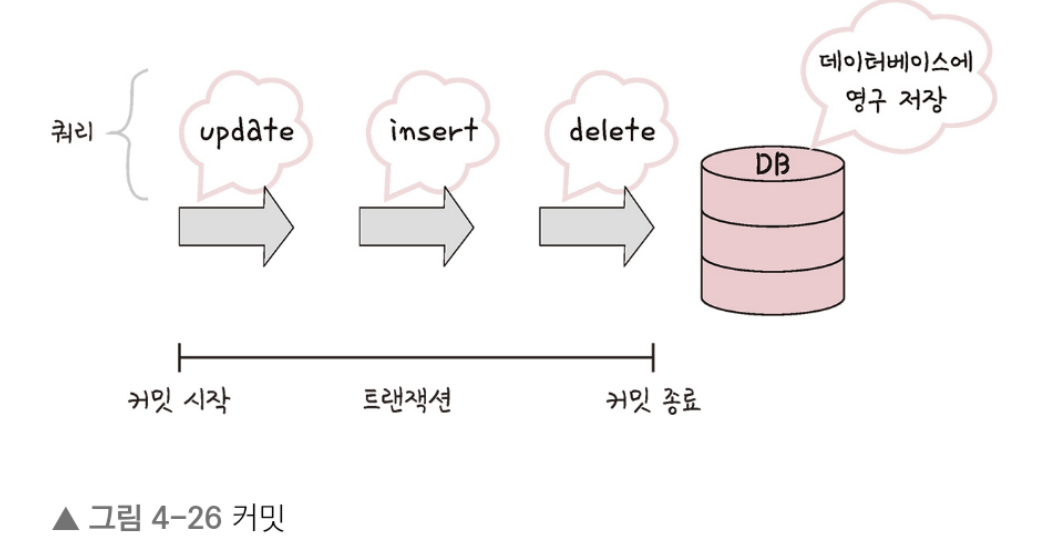 쿼리
update
insert
delete
데이터베이스에
영구 저장
DB
커밋 시작
트랜잭션
커밋 종료
▲ 그림 4-26 커밋